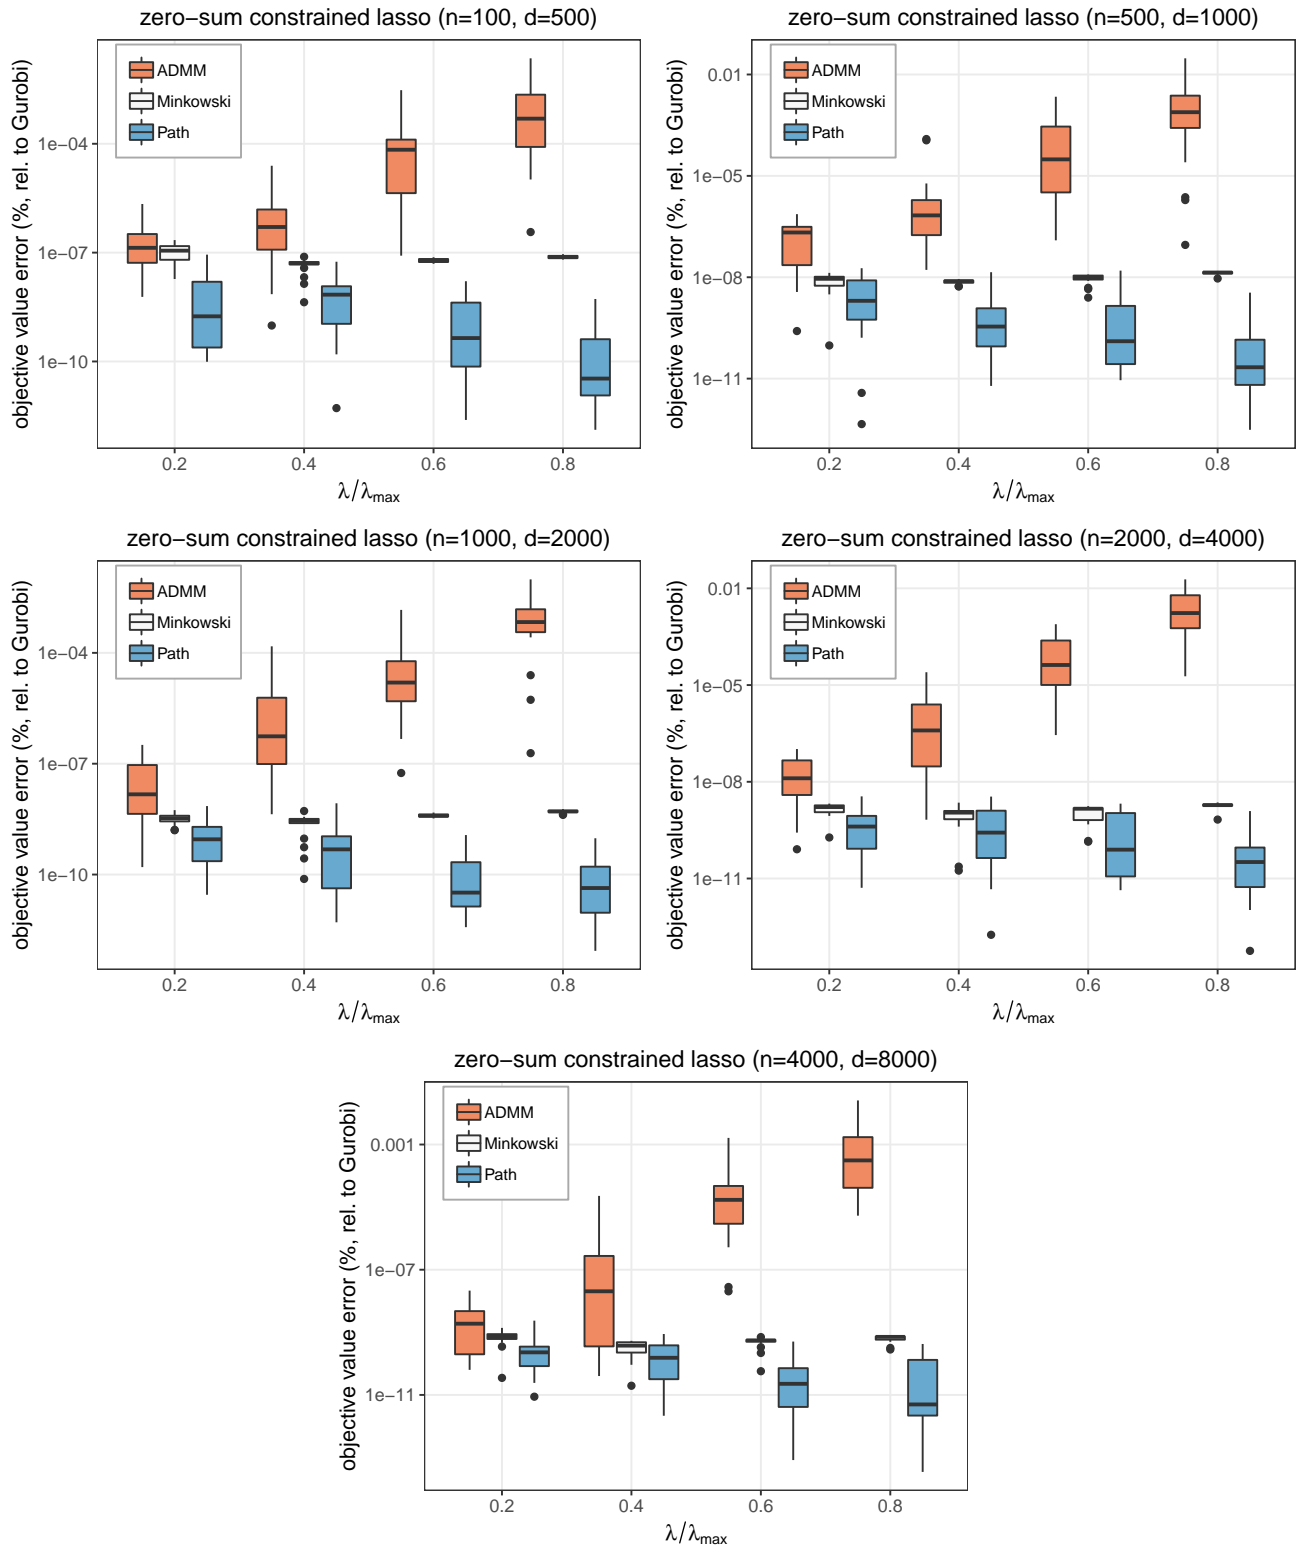 zero−sum constrained lasso (n=100, d=500)
objective value error (%, rel. to Gurobi)
ADMM
Minkowski
Path
1e−04
1e−07
1e−10
0.2 0.4 0.6 0.8
λ/λmax
zero−sum constrained lasso (n=500, d=1000)
objective value error (%, rel. to Gurobi)
ADMM
Minkowski
Path
0.01
1e−05
1e−08
1e−11
0.2 0.4 0.6 0.8
λ/λmax
zero−sum constrained lasso (n=1000, d=2000)
objective value error (%, rel. to Gurobi)
ADMM
Minkowski
Path
1e−04
1e−07
1e−10
0.2 0.4 0.6 0.8
λ/λmax
zero−sum constrained lasso (n=2000, d=4000)
objective value error (%, rel. to Gurobi)
ADMM
Minkowski
Path
0.01
1e−05
1e−08
1e−11
0.2 0.4 0.6 0.8
λ/λmax
zero−sum constrained lasso (n=4000, d=8000)
objective value error (%, rel. to Gurobi)
ADMM
Minkowski
Path
0.001
1e−07
1e−11
0.2 0.4 0.6 0.8
λ/λmax